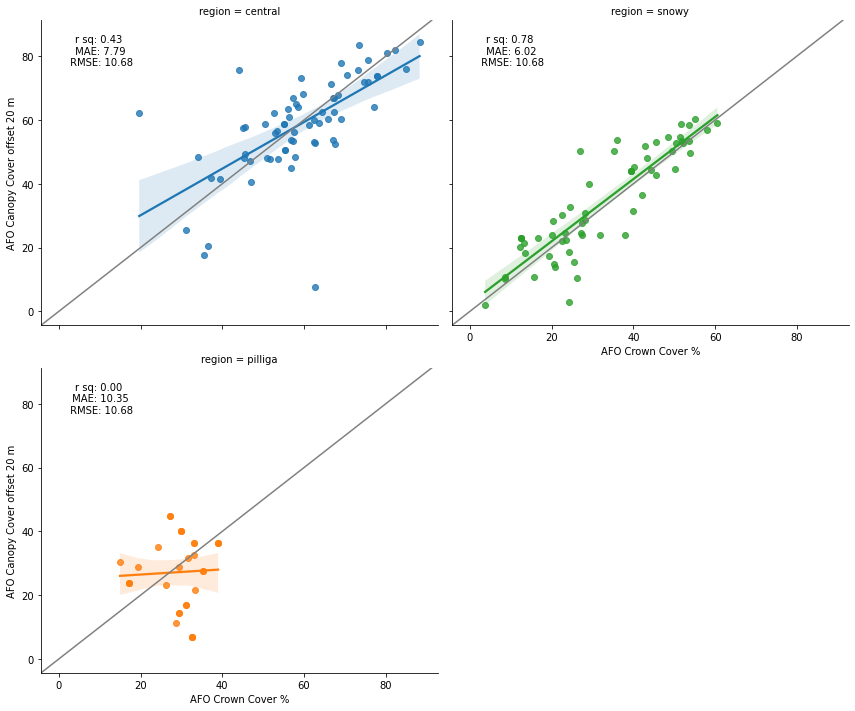 region = central
r sq: 0.43
MAE: 7.79
RMSE: 10.68
80
60
40
20
0
AFO Canopy Cover offset 20 m
region = snowy
r sq: 0.78
MAE: 6.02
RMSE: 10.68
0
20
40
60
80
AFO Crown Cover %
region = pilliga
r sq: 0.00
MAE: 10.35
RMSE: 10.68
80
60
40
20
0
AFO Canopy Cover offset 20 m
0
20
40
60
80
AFO Crown Cover %